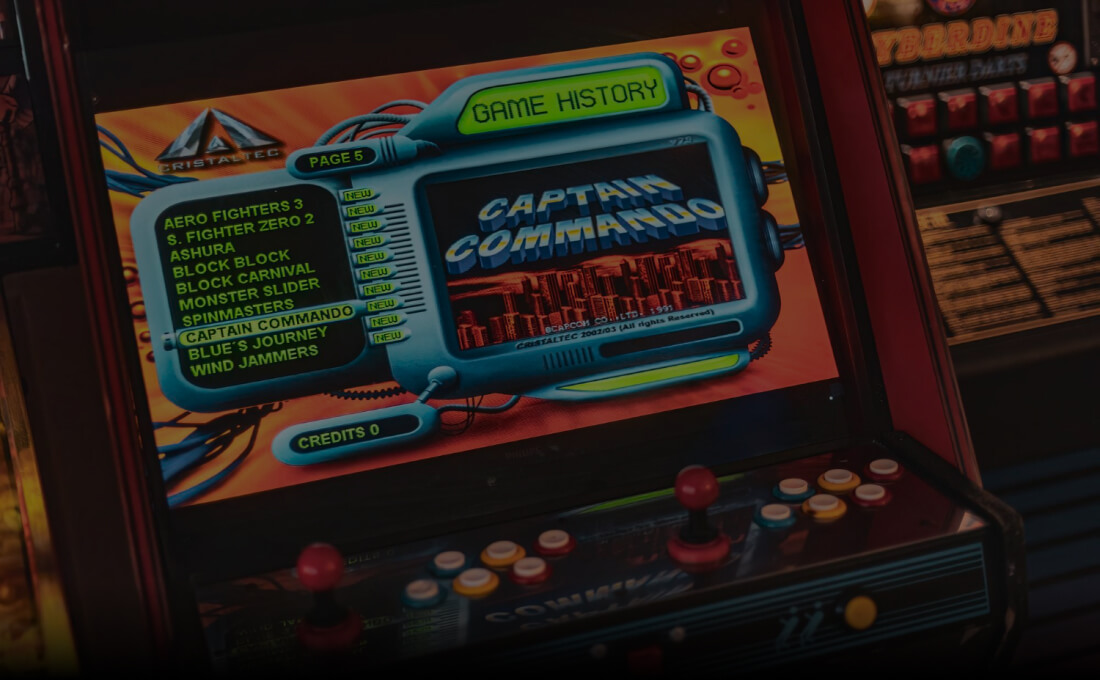 YBERDINE
GAME HISTORY
CRISTALTEC
PAGE 5
AERO FIGHTERS 3
NEW
S. FIGHTER ZERO 2
NEW
ASHURA
NEW
BLOCK BLOCK
NEW
BLOCK CARNIVAL
NEW
MONSTER SLIDER
NEW
SPINMASTERS
NEW
CAPTAIN COMMANDO
NEW
BLUE´S JOURNEY
NEW
WIND JAMMERS
NEW
CAPTAIN
COMMANDO
©CAPCOM CO., LTD. 1991
CRISTALTEC 2002/03 (All rights Reserved)
CREDITS 0